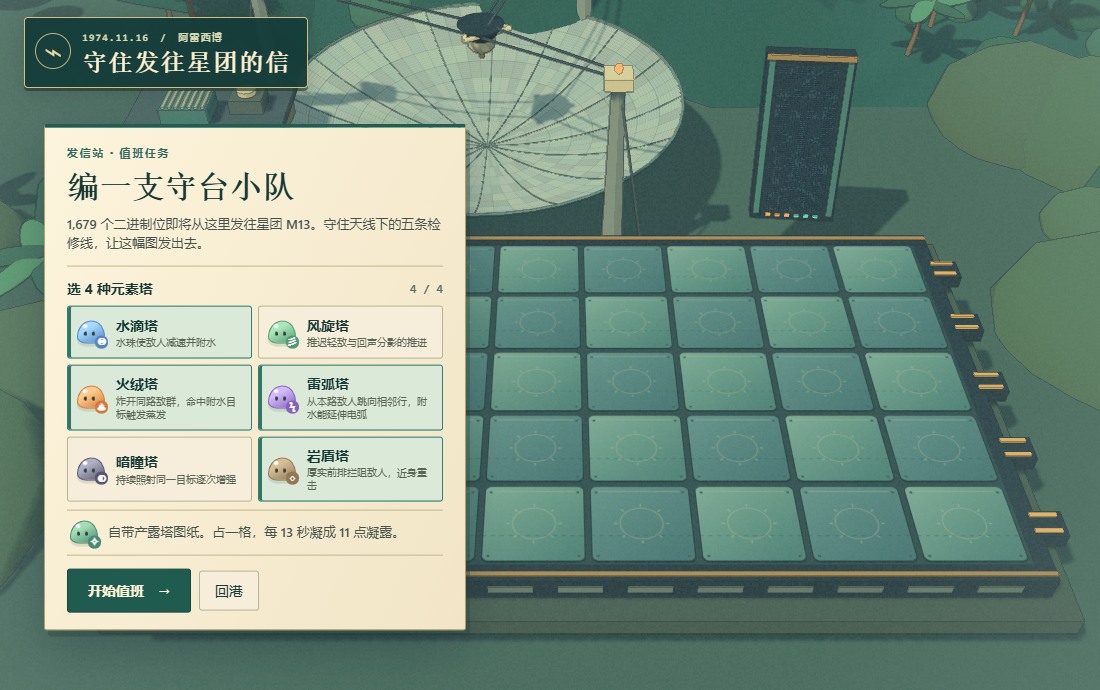 1974.11.16 / 阿雷西博
守住发往星团的信
发信站 · 值班任务
编一支守台小队
1,679 个二进制位即将从这里发往星团 M13。守住天线下的五条检
修线，让这幅图发出去。
选 4 种元素塔
4 / 4
水滴塔
水珠使敌人减速并附水
风旋塔
推迟轻敌与回声分影的推进
火绒塔
炸开同路敌群，命中附水目
标触发蒸发
雷弧塔
从本路敌人跳向相邻行，附
水能延伸电弧
暗瞳塔
持续照射同一目标逐次增强
岩盾塔
厚实前排拦阻敌人，近身重
击
自带产露塔图纸。占一格，每 13 秒凝成 11 点凝露。
开始值班 →
回港